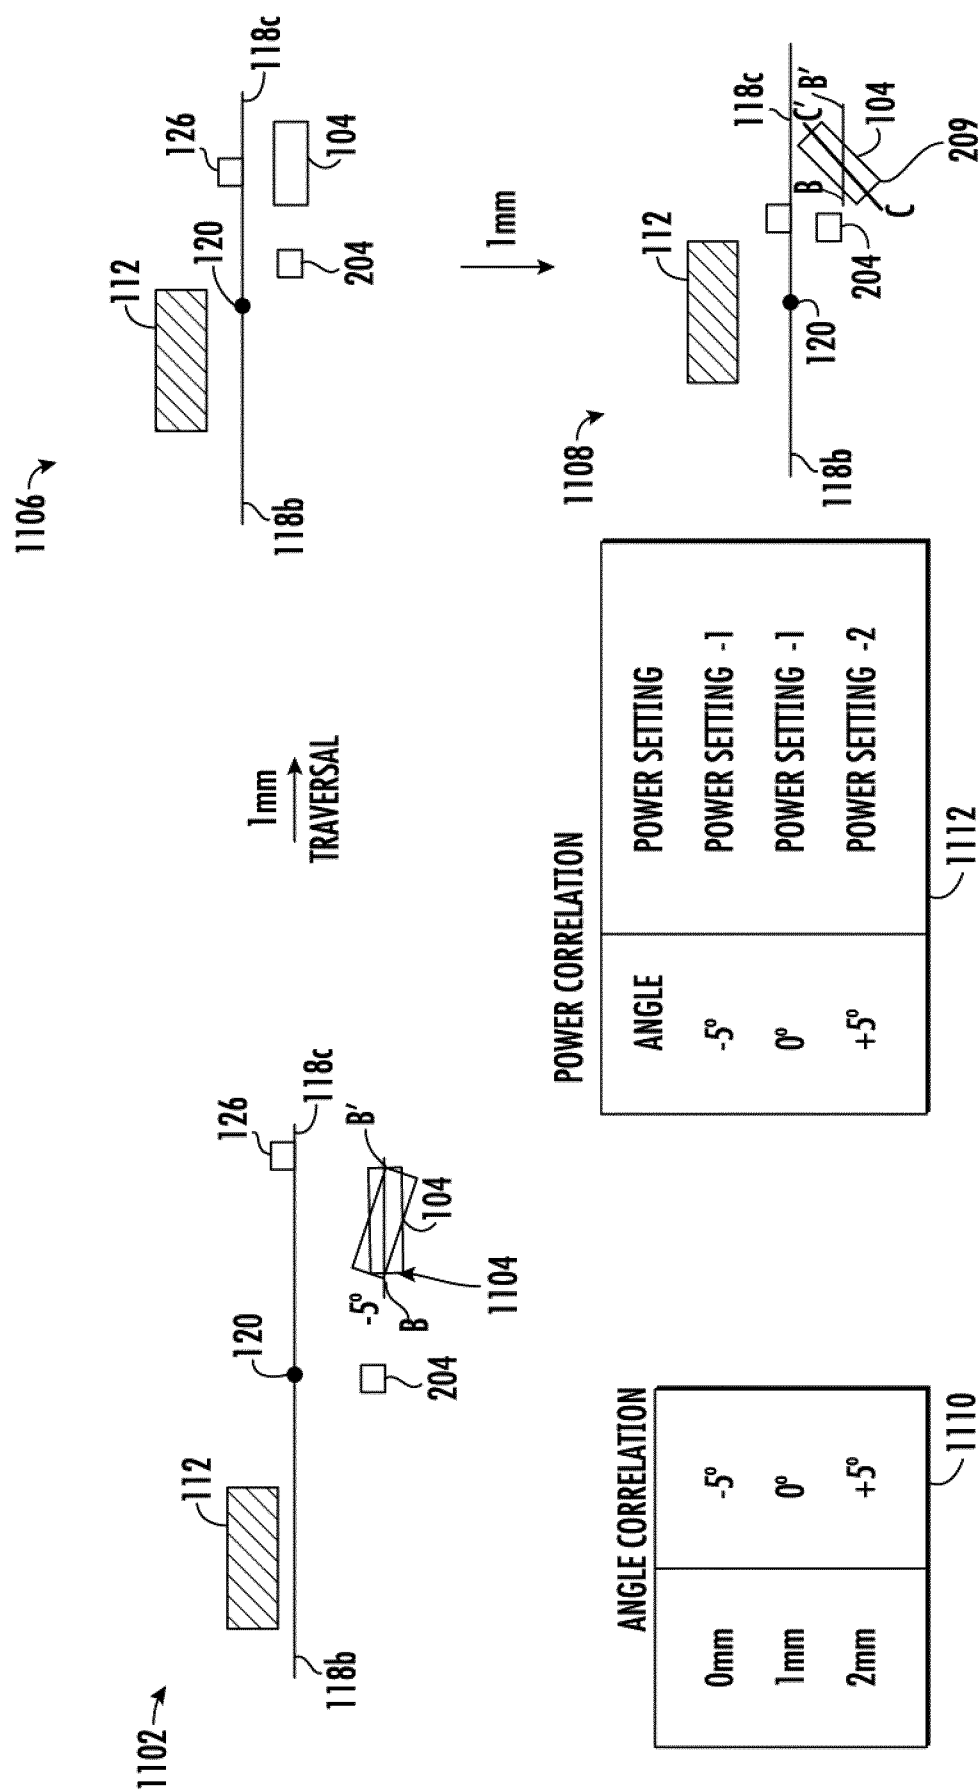 1102
112
120
126
118b
118c
-5°
B
B'
204
104
1104
1mm
TRAVERSAL
1106
112
120
126
118b
118c
204
104
1mm
1108
112
118c
B
C'
B'
118b
120
204
C
104
209
ANGLE CORRELATION
0mm -5°
1mm 0°
2mm +5°
1110
POWER CORRELATION
ANGLE POWER SETTING
-5° POWER SETTING -1
0° POWER SETTING -1
+5° POWER SETTING -2
1112